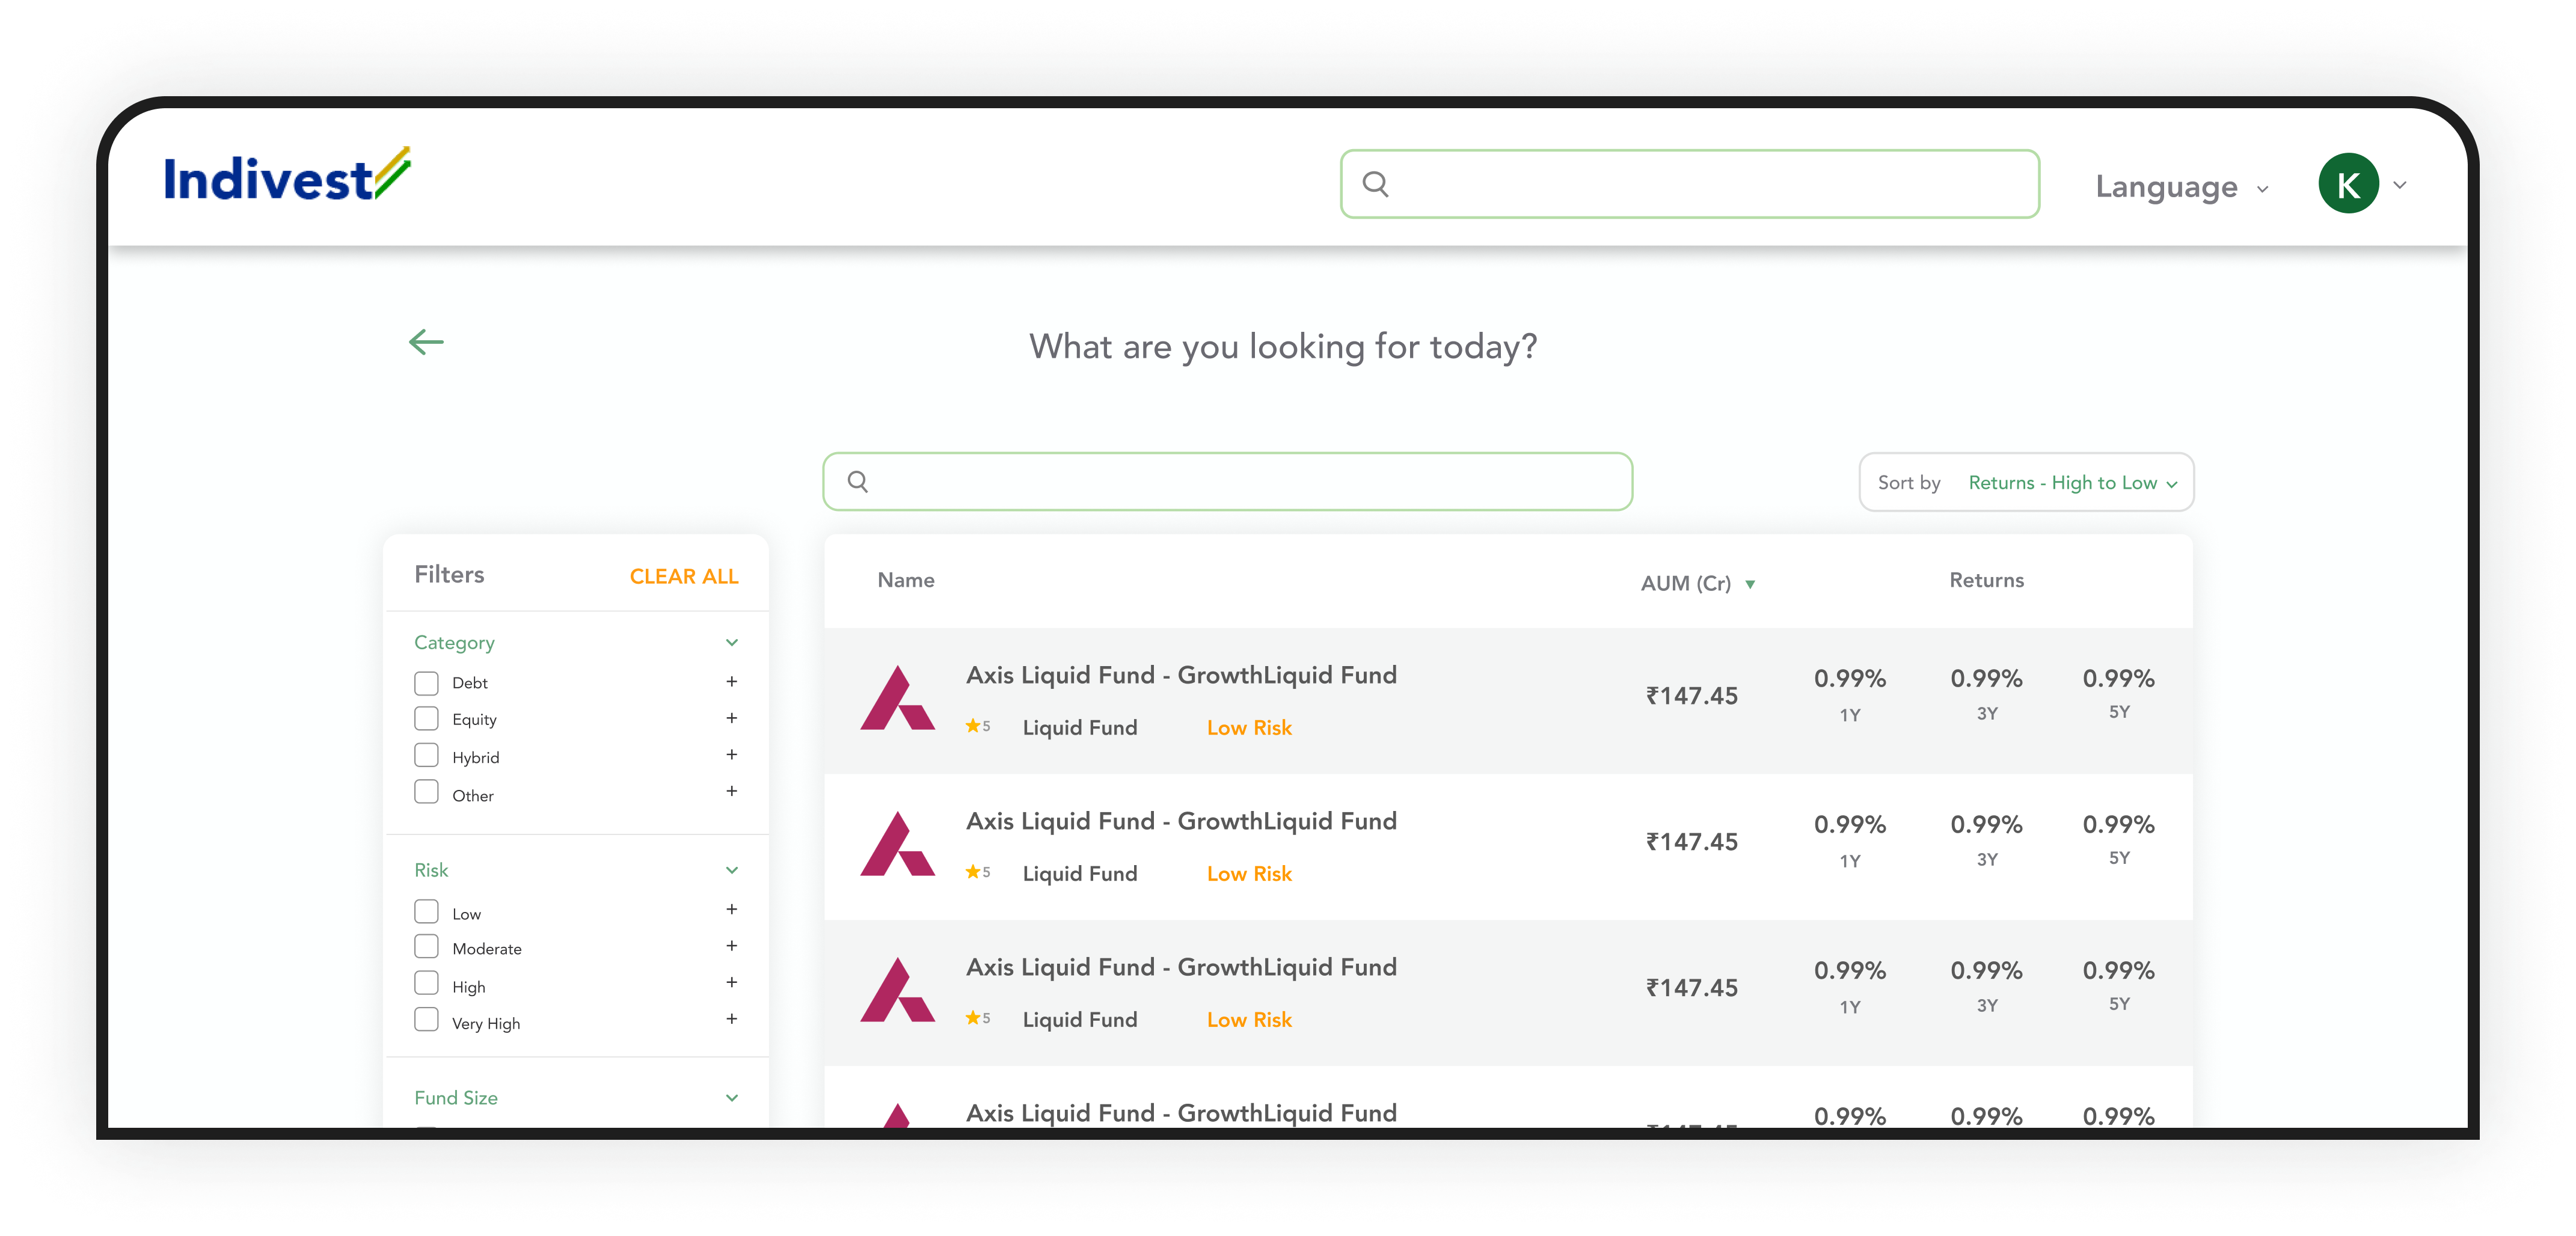 Indivest
Language
K
What are you looking for today?
Sort by Returns - High to Low
Filters CLEAR ALL
Category
Debt +
Equity +
Hybrid +
Other +
Risk
Low +
Moderate +
High +
Very High +
Fund Size
Name AUM (Cr) Returns
Axis Liquid Fund - GrowthLiquid Fund
5 Liquid Fund Low Risk
₹147.45
0.99% 0.99% 0.99%
1Y 3Y 5Y
Axis Liquid Fund - GrowthLiquid Fund
5 Liquid Fund Low Risk
₹147.45
0.99% 0.99% 0.99%
1Y 3Y 5Y
Axis Liquid Fund - GrowthLiquid Fund
5 Liquid Fund Low Risk
₹147.45
0.99% 0.99% 0.99%
1Y 3Y 5Y
Axis Liquid Fund - GrowthLiquid Fund
0.99% 0.99% 0.99%